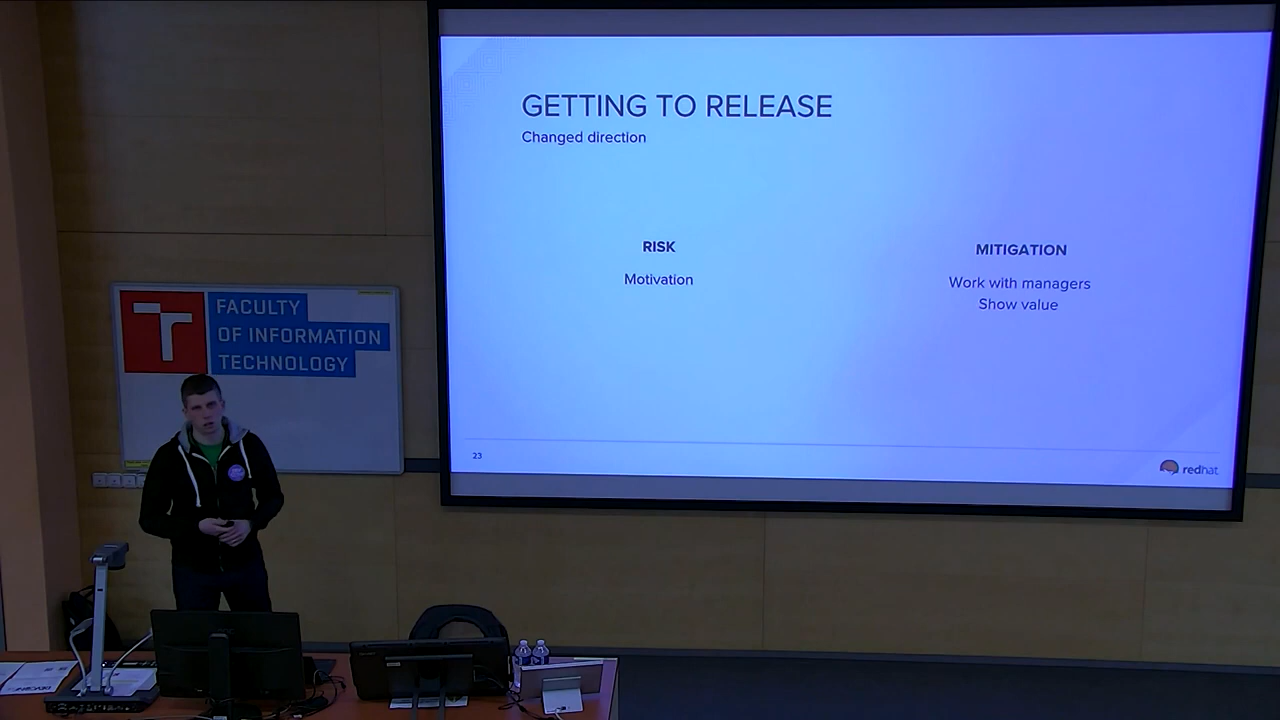 GETTING TO RELEASE
Changed direction
RISK
Motivation
MITIGATION
Work with managers
Show value
23
redhat
FACULTY
OF INFORMATION
TECHNOLOGY